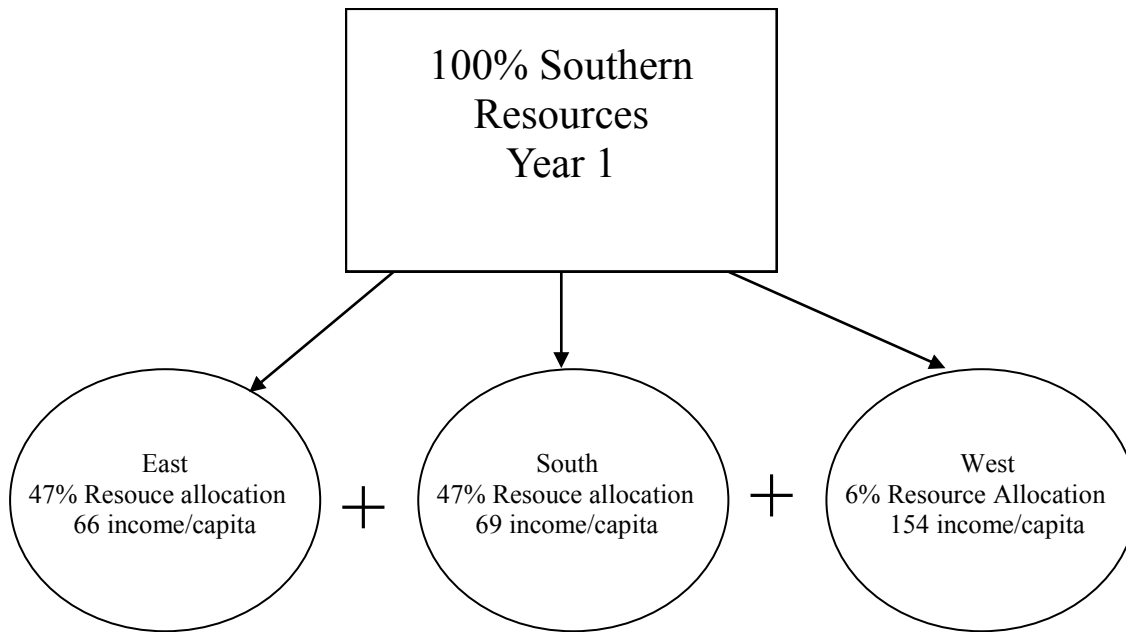 100% Southern
Resources
Year 1
East
47% Resouce allocation
66 income/capita
+
South
47% Resouce allocation
69 income/capita
+
West
6% Resource Allocation
154 income/capita